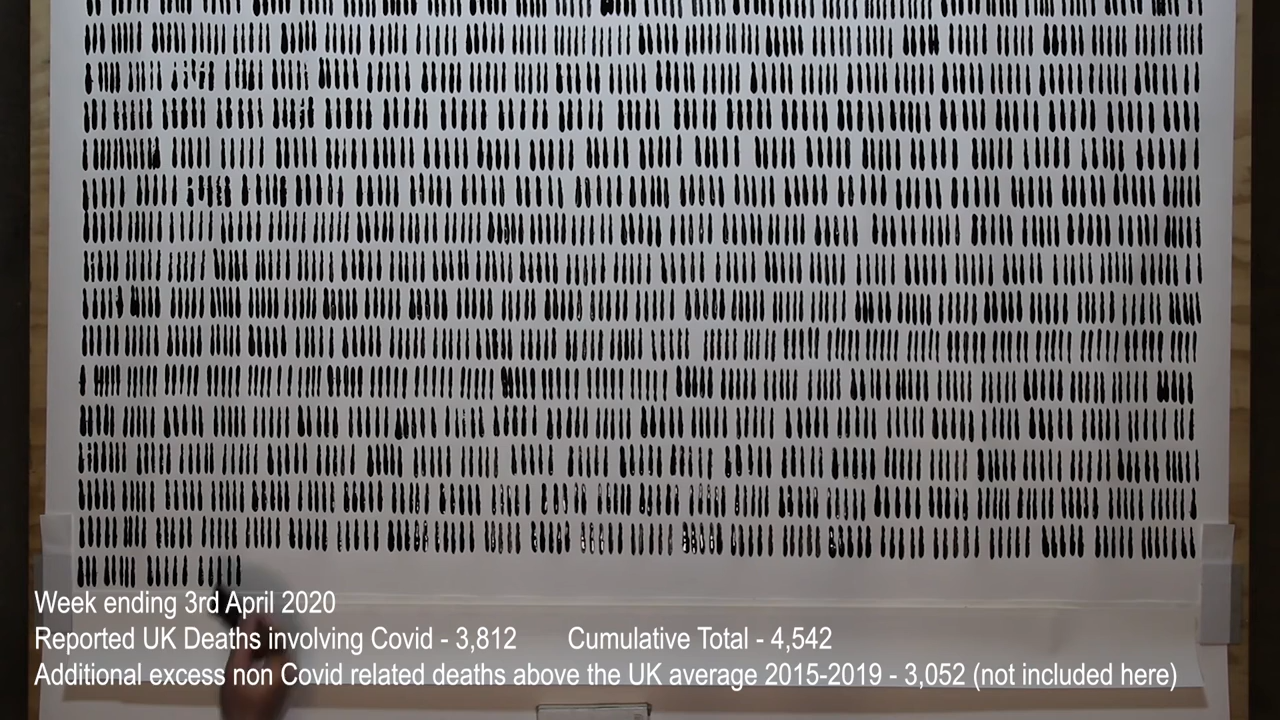 Week ending 3rd April 2020
Reported UK Deaths involving Covid - 3,812 Cumulative Total - 4,542
Additional excess non Covid related deaths above the UK average 2015-2019 - 3,052 (not included here)